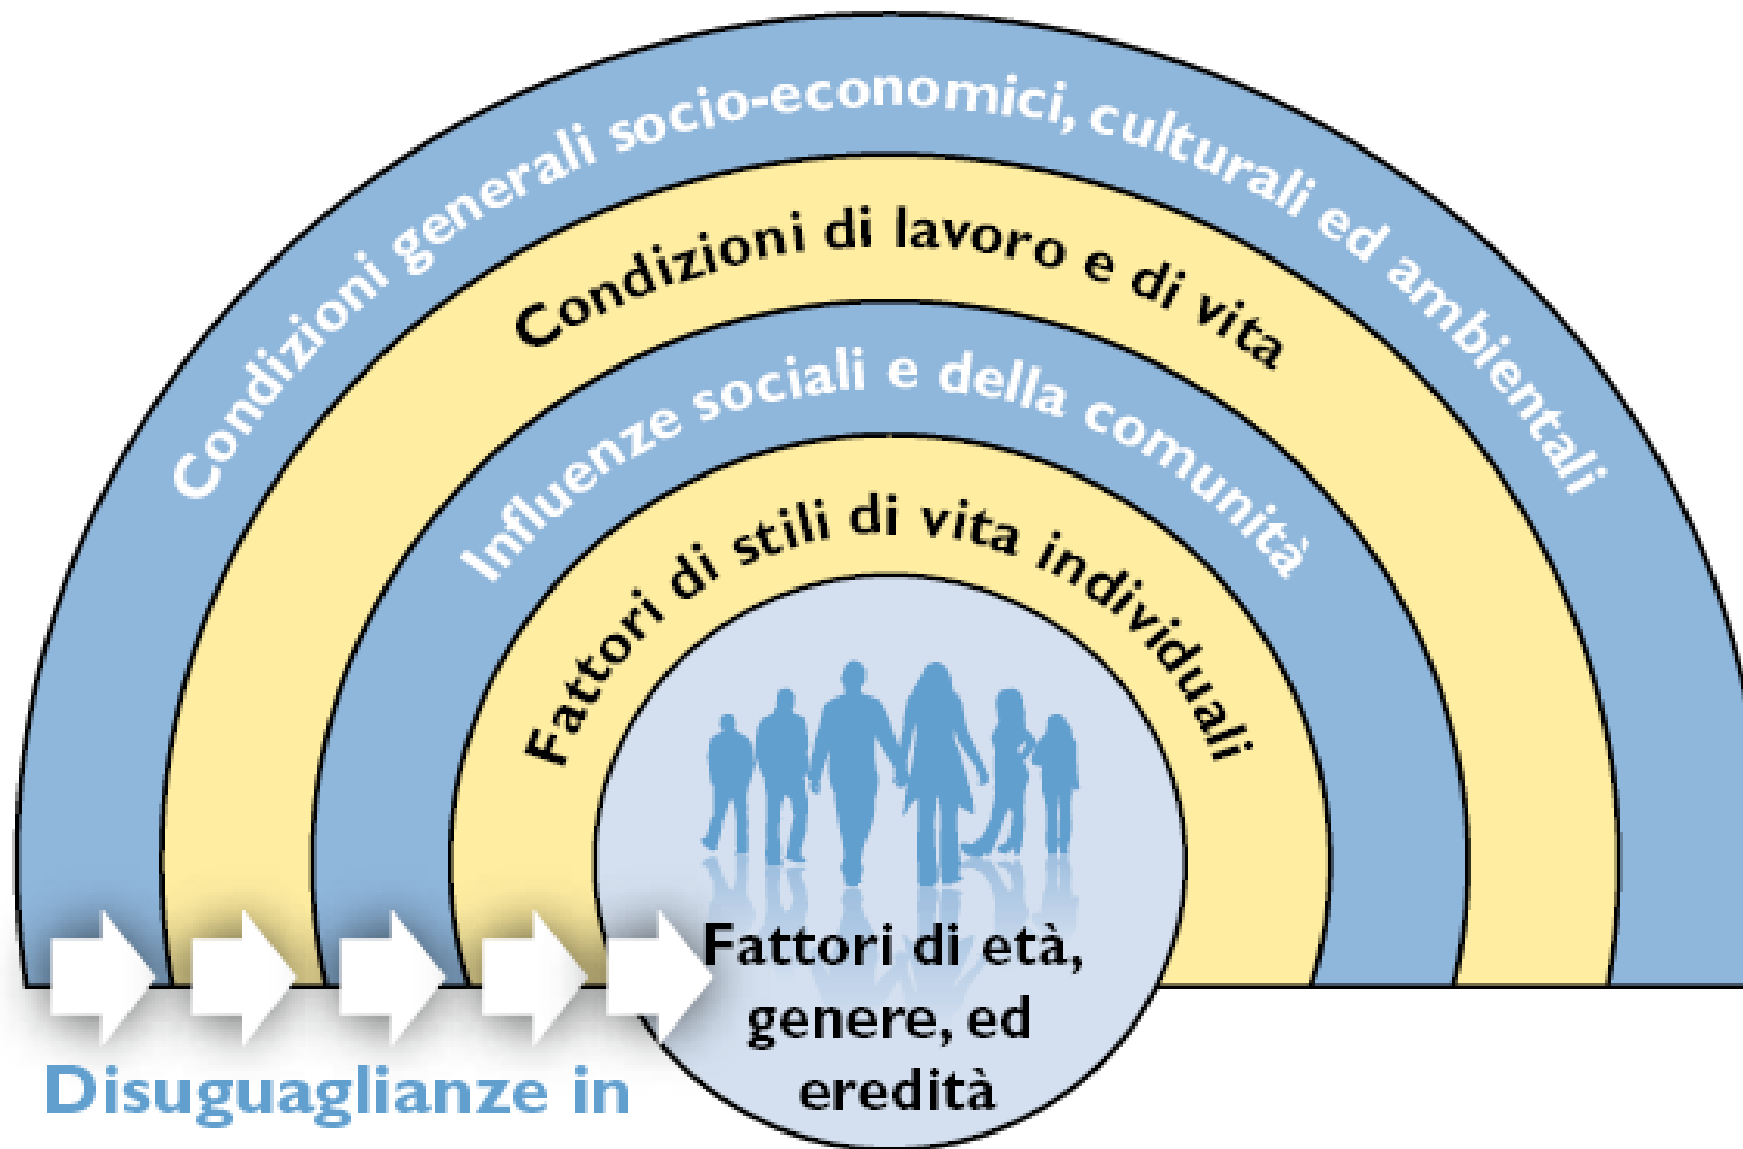 Condizioni generali socio-economici, culturali ed ambientali
Condizioni di lavoro e di vita
Influenze sociali e della comunità
Fattori di stili di vita individuali
Fattori di età,
genere, ed
eredità
Disuguaglianze in